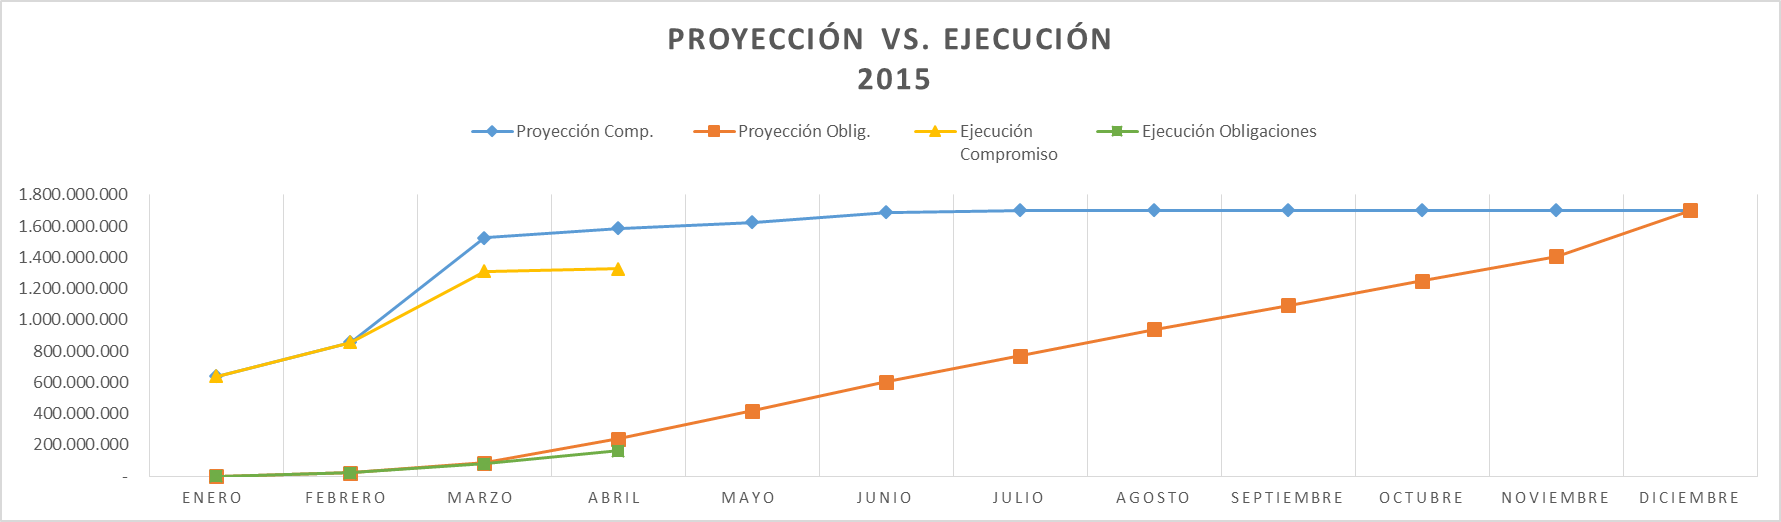 PROYECCIÓN VS. EJECUCIÓN
2015
Proyección Comp.
Proyección Oblig.
Ejecución
Compromiso
Ejecución Obligaciones
1.800.000.000
1.600.000.000
1.400.000.000
1.200.000.000
1.000.000.000
800.000.000
600.000.000
400.000.000
200.000.000
-
ENERO FEBRERO MARZO ABRIL MAYO JUNIO JULIO AGOSTO SEPTIEMBRE OCTUBRE NOVIEMBRE DICIEMBRE